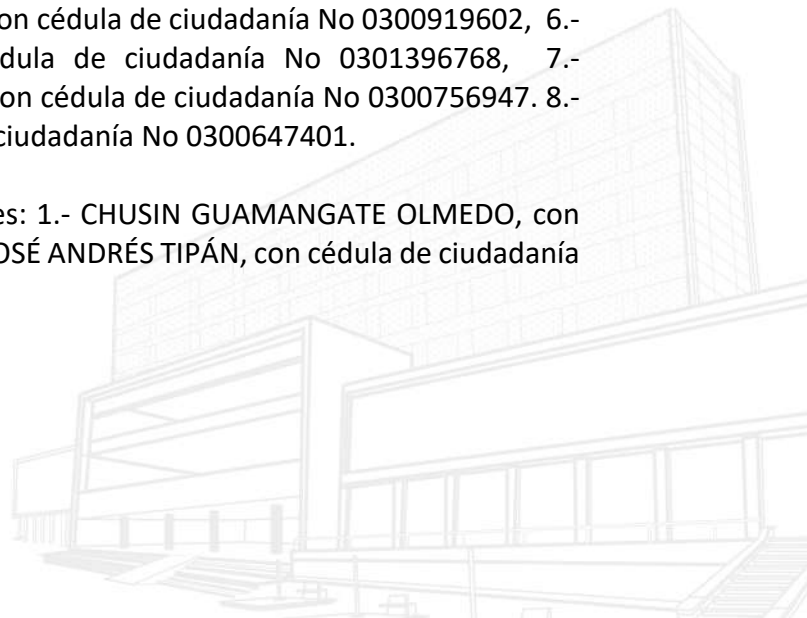 on cédula de ciudadanía No 0300919602, 6.-
dula de ciudadanía No 0301396768, 7.-
on cédula de ciudadanía No 0300756947. 8.-
ciudadanía No 0300647401.
es: 1.- CHUSIN GUAMANGATE OLMEDO, con
OSÉ ANDRÉS TIPÁN, con cédula de ciudadanía